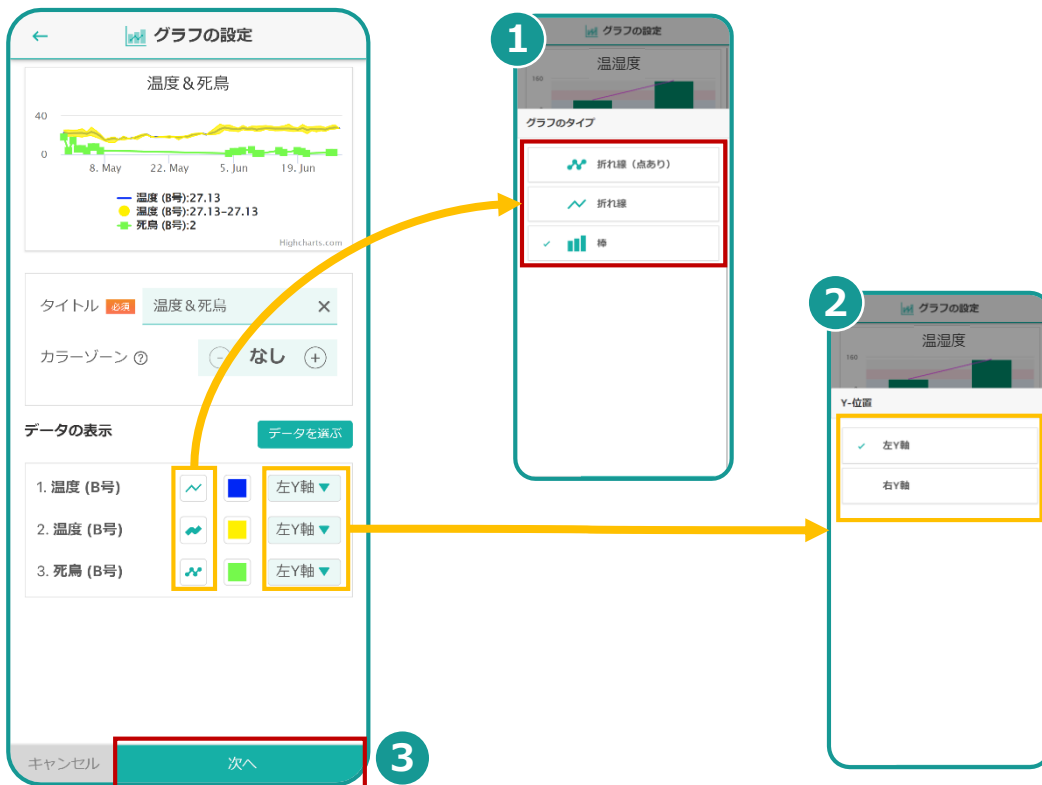 グラフの設定
温度＆死鳥
40
0
8. May
22. May
5. Jun
19. Jun
温度 (B号):27.13
温度 (B号):27.13–27.13
死鳥 (B号):2
Highcharts.com
タイトル 必須 温度＆死鳥
カラーゾーン なし
データの表示 データを選ぶ
1. 温度 (B号) 左Y軸▼
2. 温度 (B号) 左Y軸▼
3. 死鳥 (B号) 左Y軸▼
キャンセル 次へ
1
グラフの設定
温湿度
160
グラフのタイプ
折れ線（点あり）
折れ線
棒
2
グラフの設定
温湿度
160
Y-位置
左Y軸
右Y軸
3